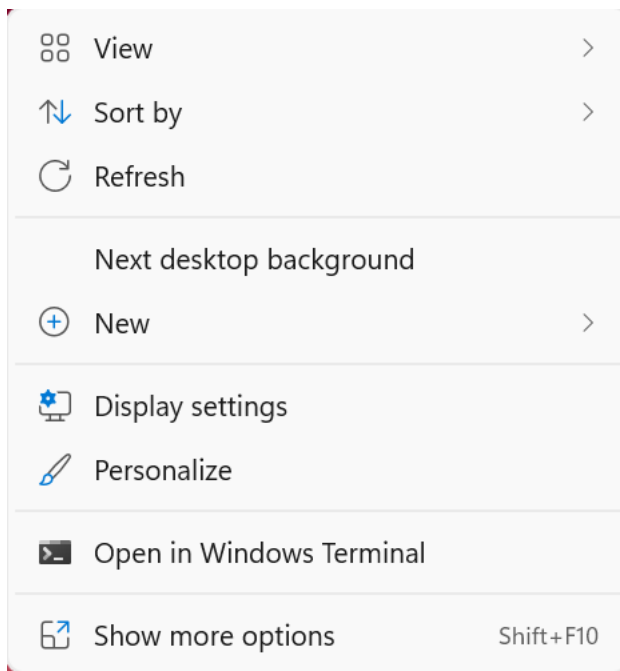 View
Sort by
Refresh
Next desktop background
New
Display settings
Personalize
Open in Windows Terminal
Show more options Shift+F10